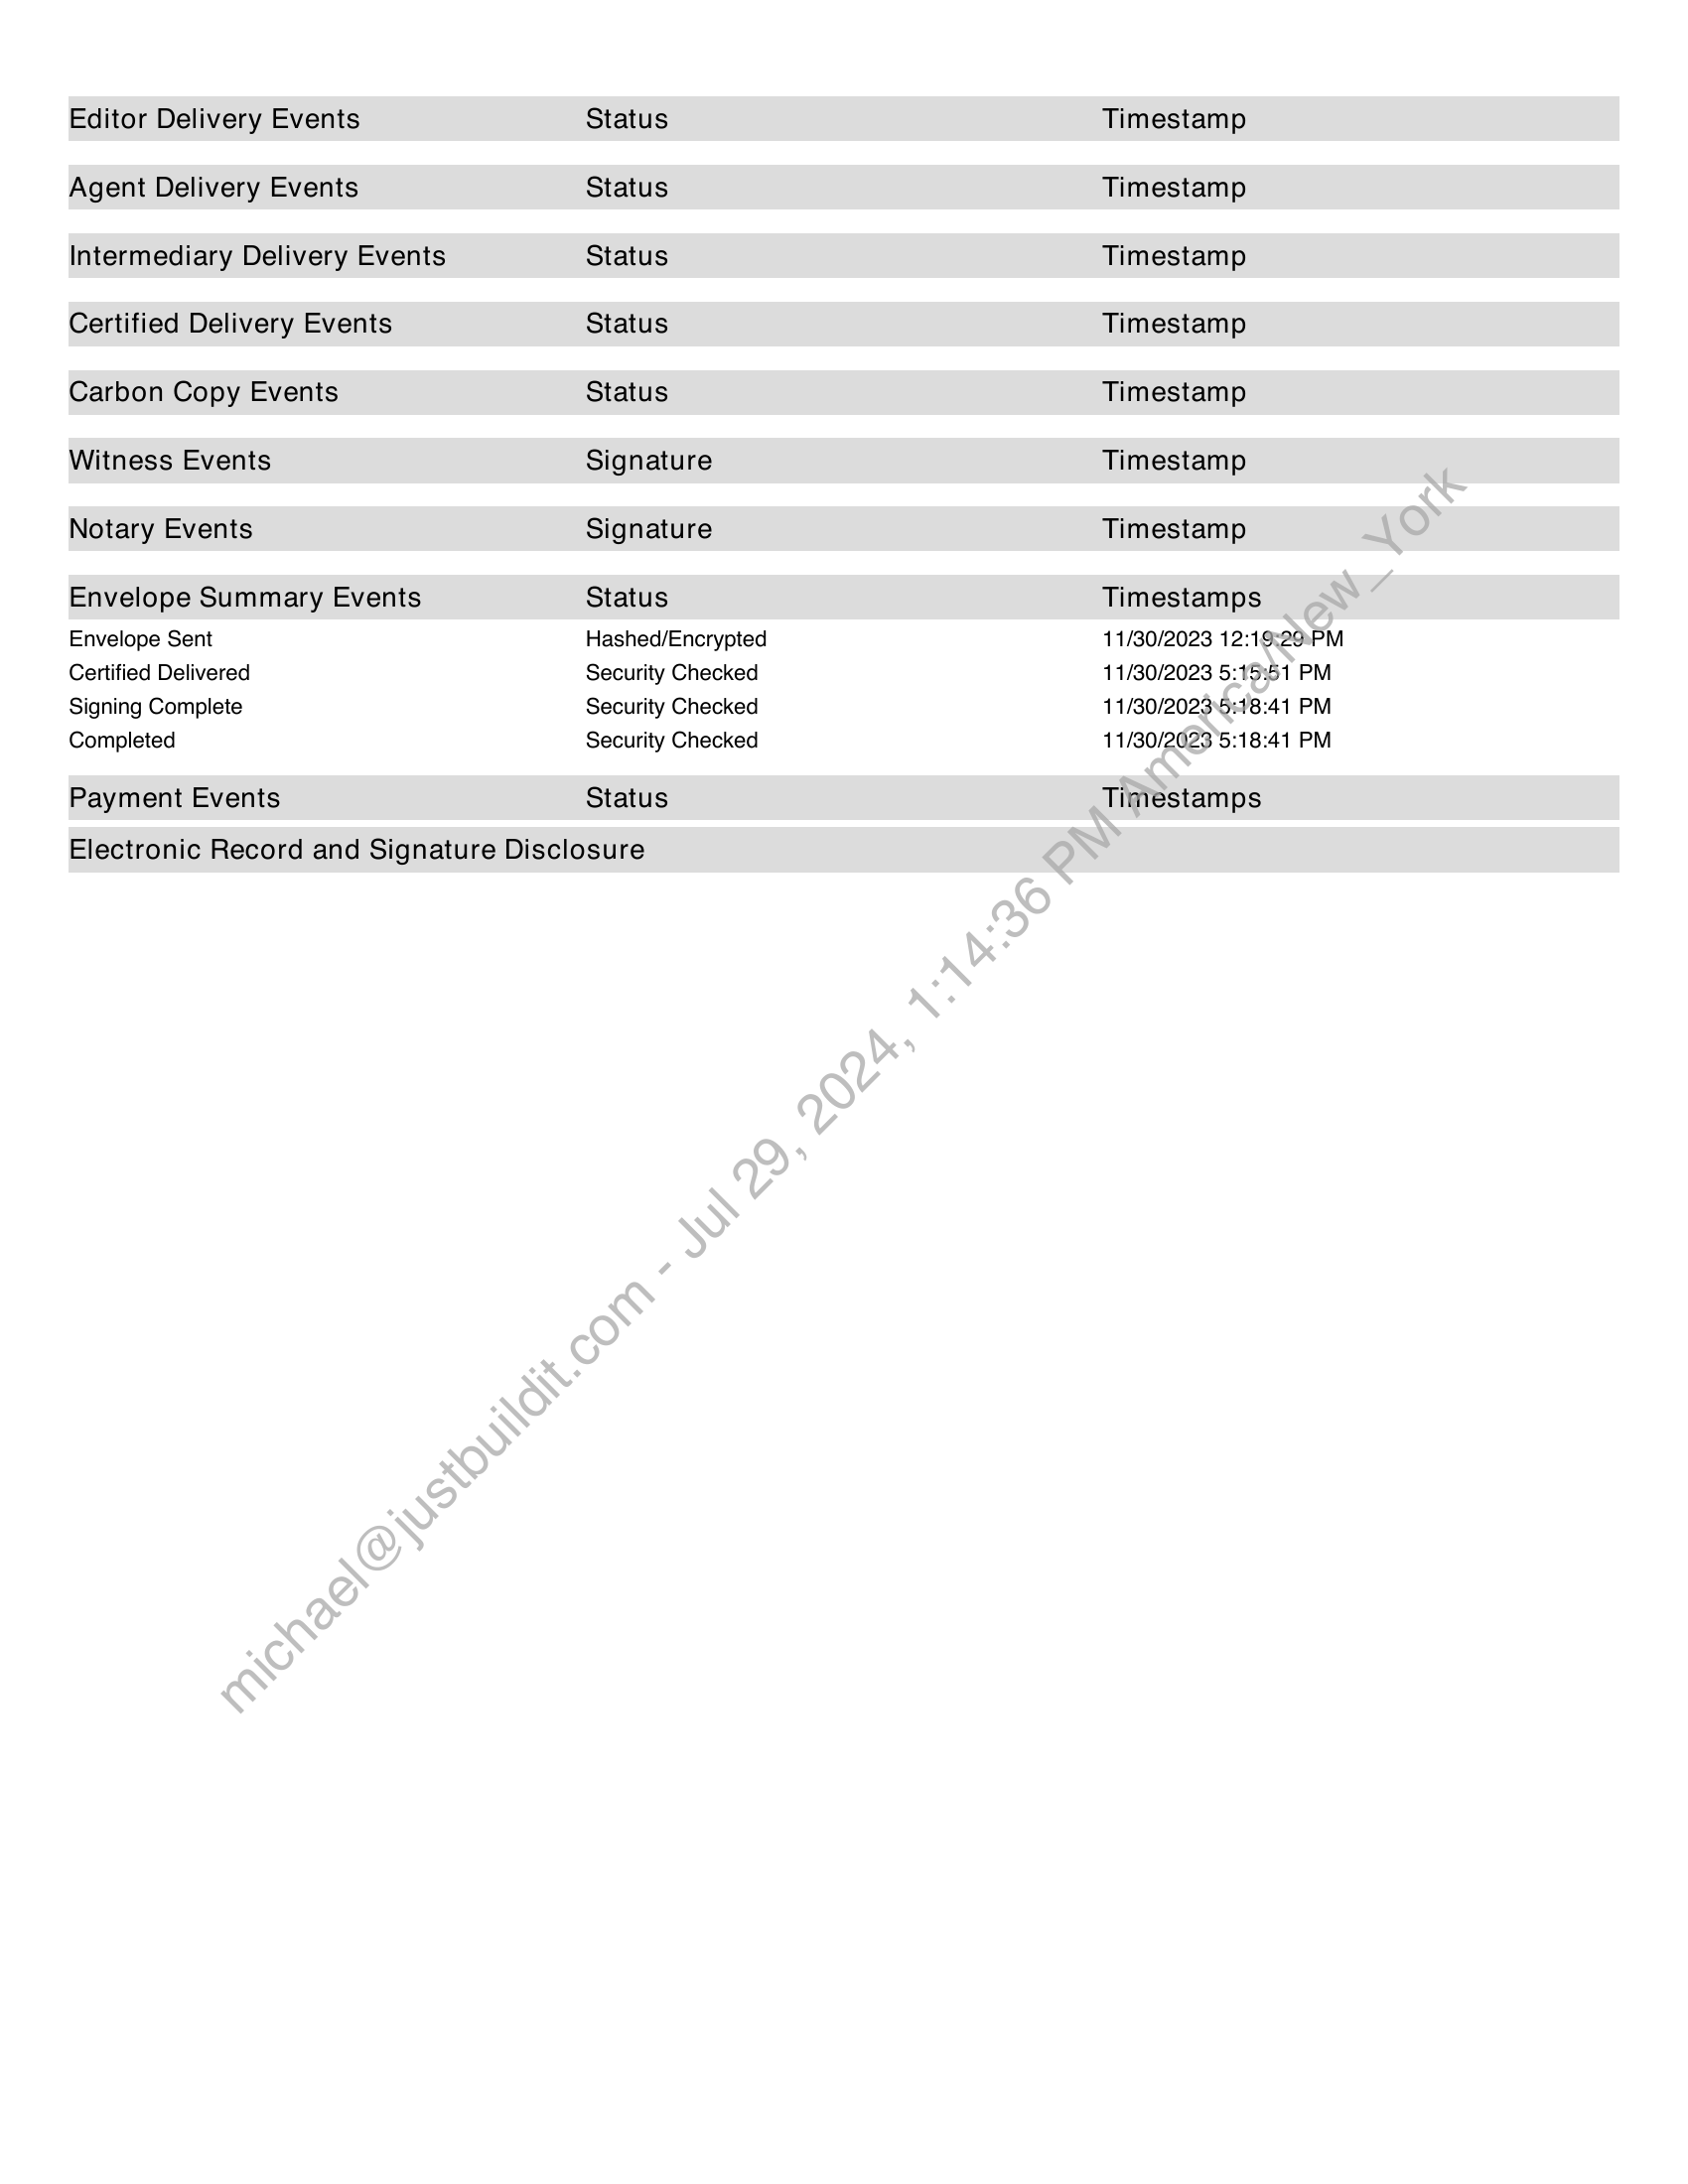 Editor Delivery Events Status Timestamp
Agent Delivery Events Status Timestamp
Intermediary Delivery Events Status Timestamp
Certified Delivery Events Status Timestamp
Carbon Copy Events Status Timestamp
Witness Events Signature Timestamp
Notary Events Signature Timestamp
Envelope Summary Events Status Timestamps
Envelope Sent Hashed/Encrypted 11/30/2023 12:19:29 PM
Certified Delivered Security Checked 11/30/2023 5:15:51 PM
Signing Complete Security Checked 11/30/2023 5:18:41 PM
Completed Security Checked 11/30/2023 5:18:41 PM
Payment Events Status Timestamps
Electronic Record and Signature Disclosure
michael@justbuildit.com - Jul 29, 2024, 1:14:36 PM America/New_York